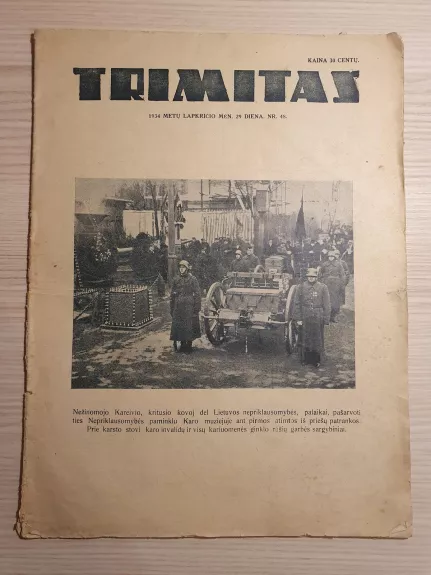 KAINA 30 CENTŲ.
TRIMITAS
1934 METŲ LAPKRIČIO MĖN. 29 DIENA. NR. 48.
Nežinomojo Kareivio, kritusio kovoj dėl Lietuvos nepriklausomybės, palaikai, pašarvoti
ties Nepriklausomybės paminklu Karo muziejuje ant pirmos atimtos iš priešų patrankos.
Prie karsto stovi karo invalidų ir visų kariuomenės ginklo rūšių garbės sargybiniai.